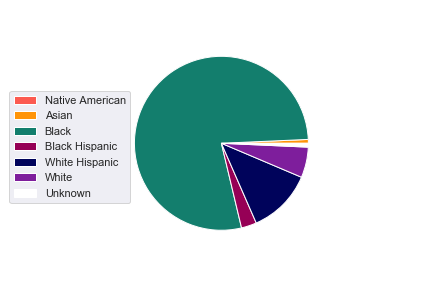 Native American
Asian
Black
Black Hispanic
White Hispanic
White
Unknown